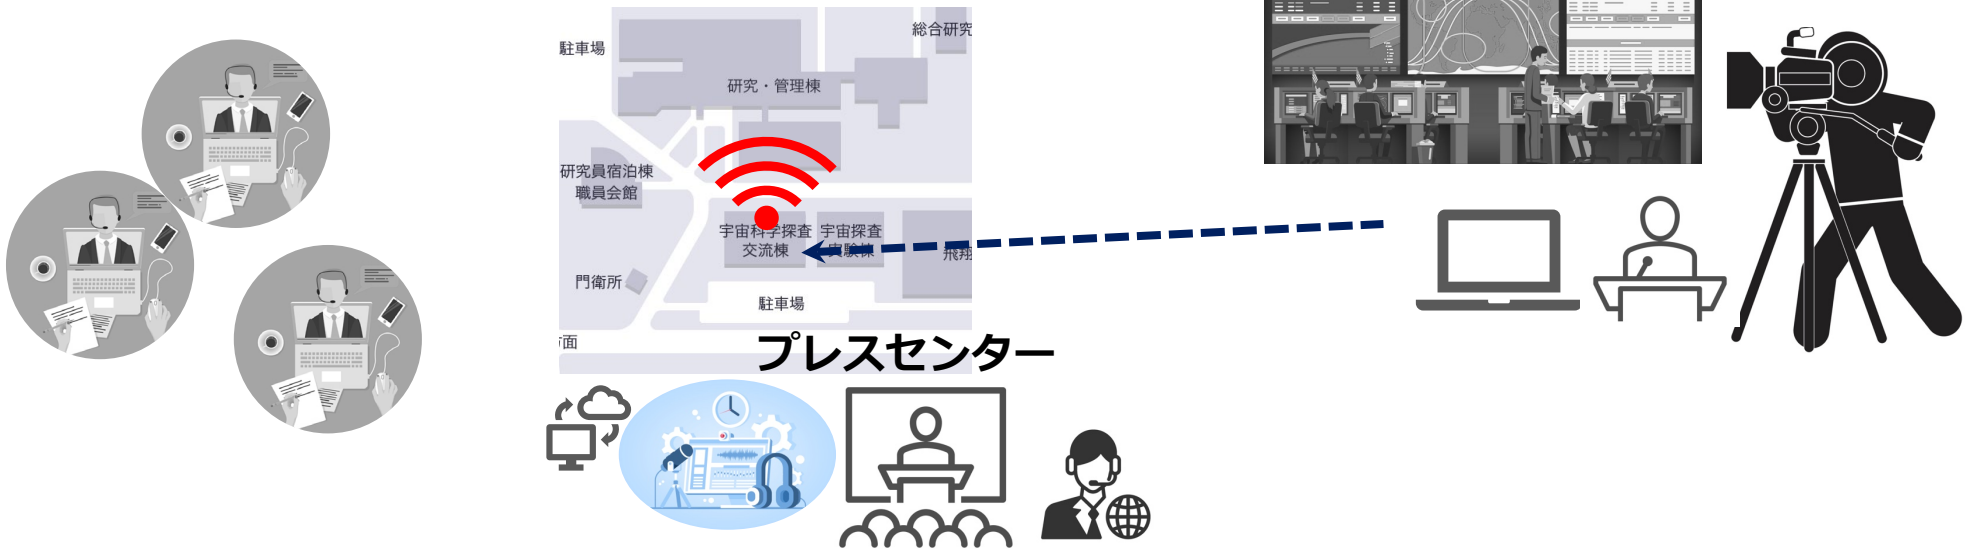 駐車場
総合研究
研究・管理棟
研究員宿泊棟
職員会館
宇宙科学探査
交流棟
宇宙探査
実験棟
飛翔
門衛所
駐車場
方面
プレスセンター